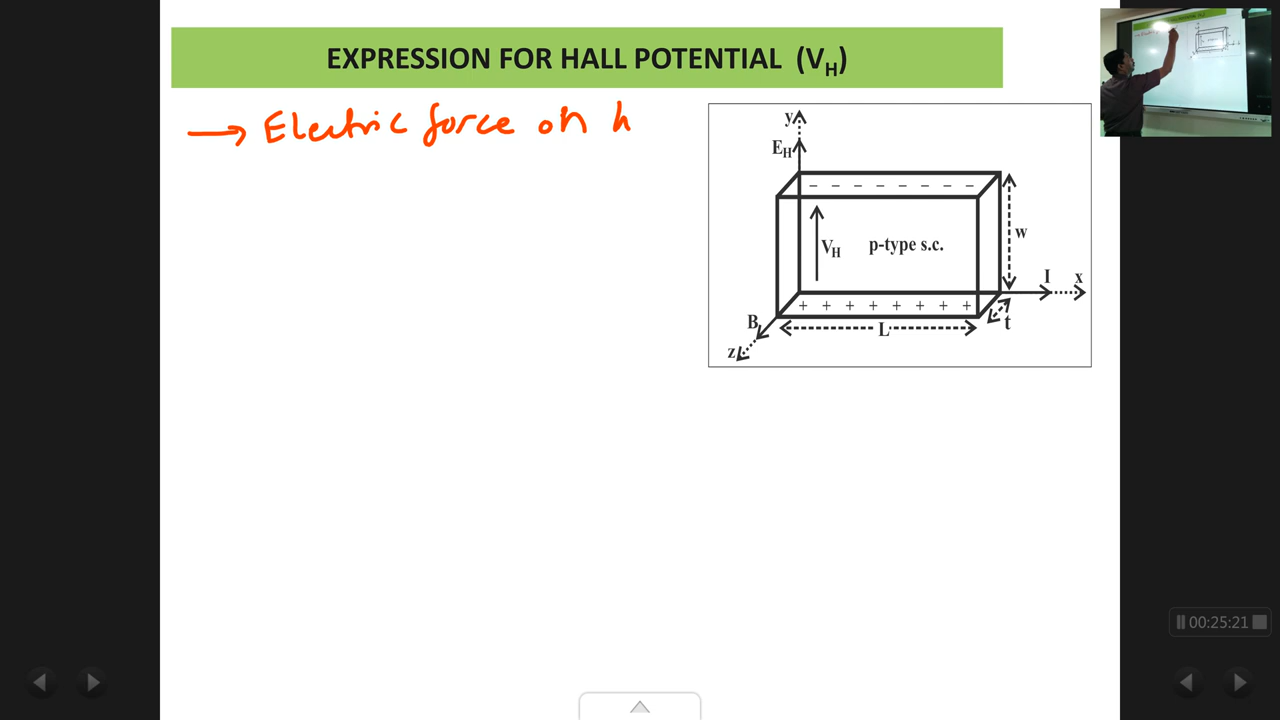 EXPRESSION FOR HALL POTENTIAL (VH)
→ Electric force on h
y
EH
- - - - - - - -
VH
p-type s.c.
w
I
x
+ + + + + + + +
B
t
L
z
00:25:21